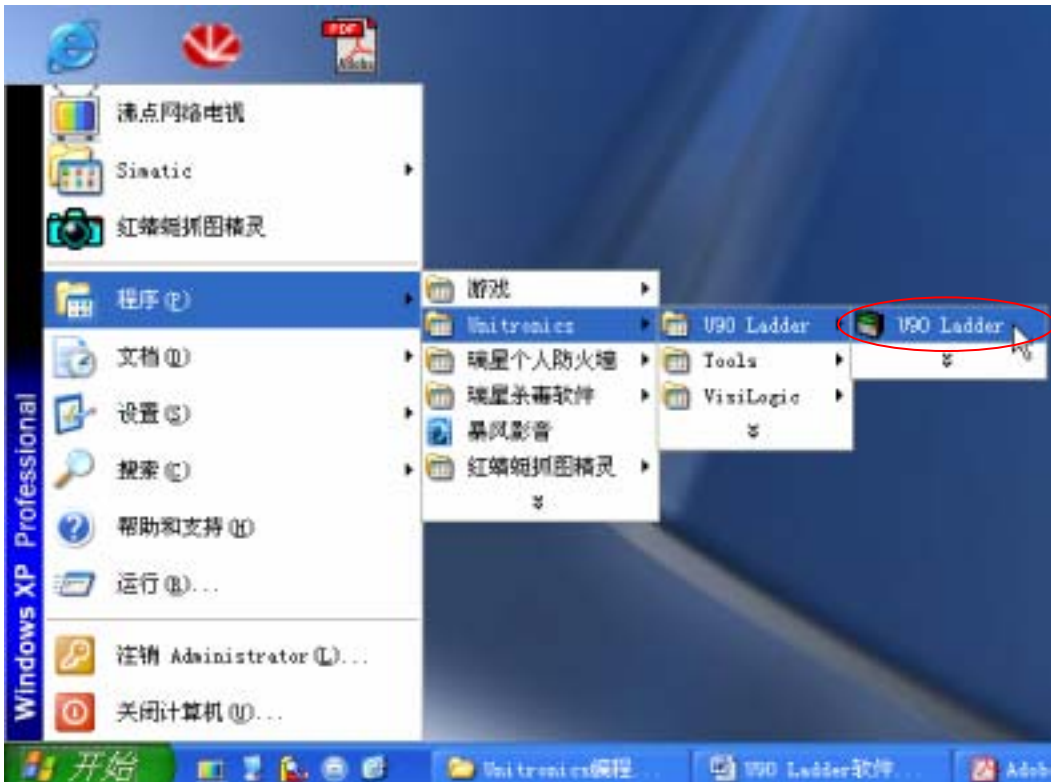 PDF
Adobe
沸点网络电视
Simatic
红蜻蜓抓图精灵
程序(P)
文档(D)
设置(S)
搜索(C)
帮助和支持(H)
运行(R)...
注销 Administrator(L)...
关闭计算机(U)...
Windows XP Professional
游戏
Unitronics
瑞星个人防火墙
瑞星杀毒软件
暴风影音
红蜻蜓抓图精灵
U90 Ladder
Tools
VisiLogic
U90 Ladder
开始
Unitronics编程...
U90 Ladder软件...
Adob